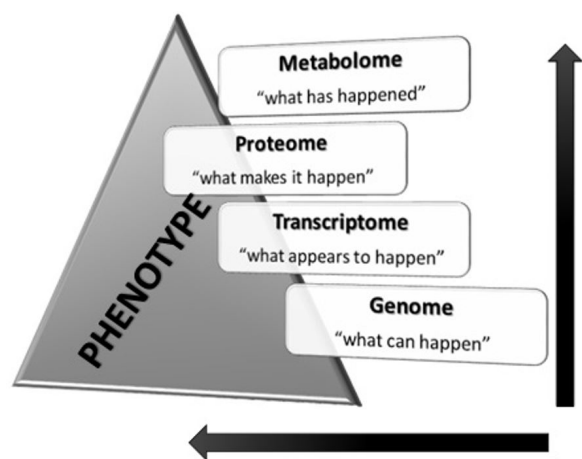 Metabolome
“what has happened”
Proteome
“what makes it happen”
Transcriptome
“what appears to happen”
Genome
“what can happen”
PHENOTYPE